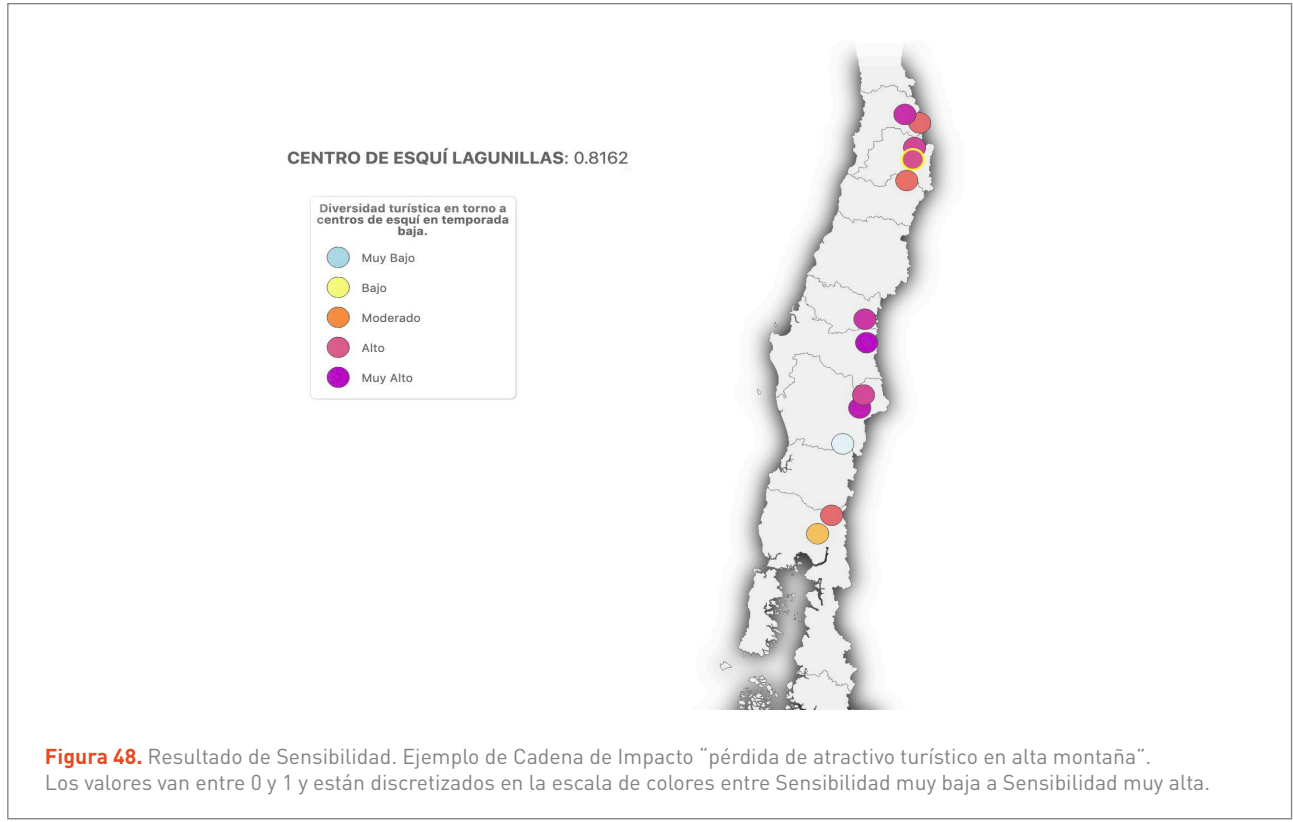 CENTRO DE ESQUÍ LAGUNILLAS: 0.8162
Diversidad turística en torno a
centros de esquí en temporada
baja.
Muy Bajo
Bajo
Moderado
Alto
Muy Alto
Figura 48. Resultado de Sensibilidad. Ejemplo de Cadena de Impacto “pérdida de atractivo turístico en alta montaña”.
Los valores van entre 0 y 1 y están discretizados en la escala de colores entre Sensibilidad muy baja a Sensibilidad muy alta.